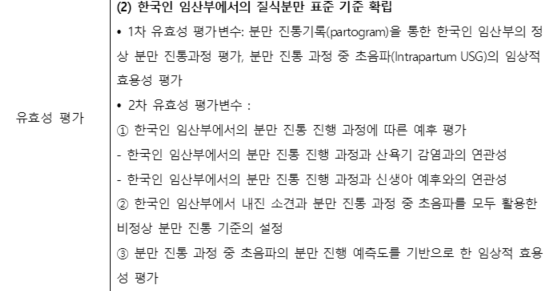 (2) 한국인 임산부에서의 질식분만 표준 기준 확립
• 1차 유효성 평가변수: 분만 진통기록(partogram)을 통한 한국인 임산부의 정
상 분만 진통과정 평가, 분만 진통 과정 중 초음파(Intrapartum USG)의 임상적
효용성 평가
유효성 평가
• 2차 유효성 평가변수 :
① 한국인 임산부에서의 분만 진통 진행 과정에 따른 예후 평가
- 한국인 임산부에서의 분만 진통 진행 과정과 산욕기 감염과의 연관성
- 한국인 임산부에서의 분만 진통 진행 과정과 신생아 예후와의 연관성
② 한국인 임산부에서 내진 소견과 분만 진통 과정 중 초음파를 모두 활용한
비정상 분만 진통 기준의 설정
③ 분만 진통 과정 중 초음파의 분만 진행 예측도를 기반으로 한 임상적 효용
성 평가